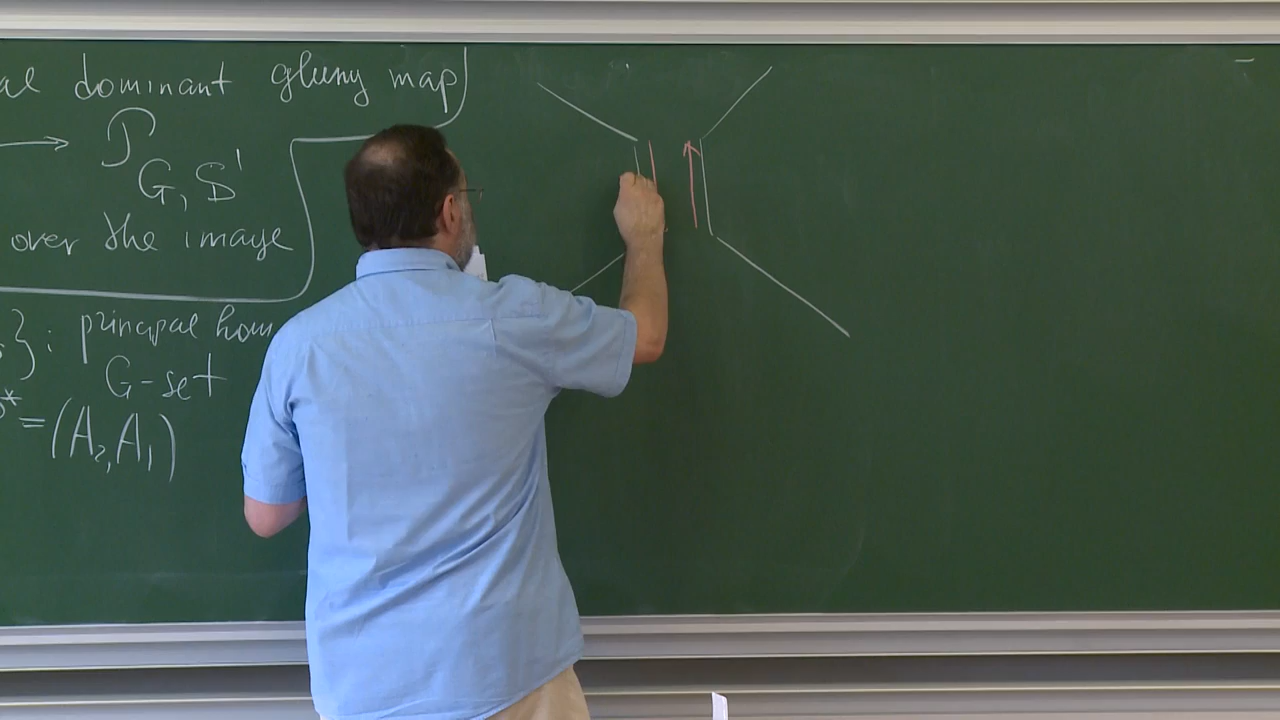 al dominant gluing map
→ P
G, S'
over the image
}: principal hom
G-set
* = (A₂, A₁)